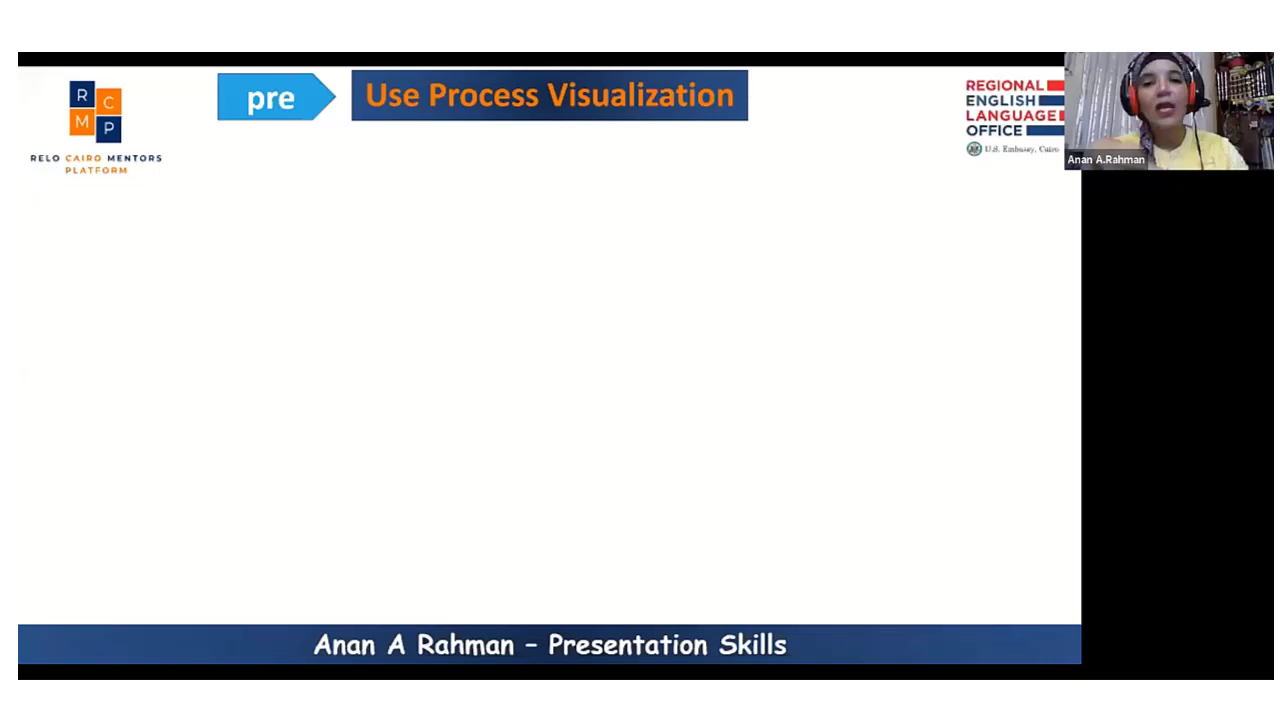 R
C
M
P
RELO CAIRO MENTORS
PLATFORM
pre
Use Process Visualization
REGIONAL
ENGLISH
LANGUAGE
OFFICE
U.S. Embassy, Cairo
Anan A.Rahman
Anan A Rahman – Presentation Skills